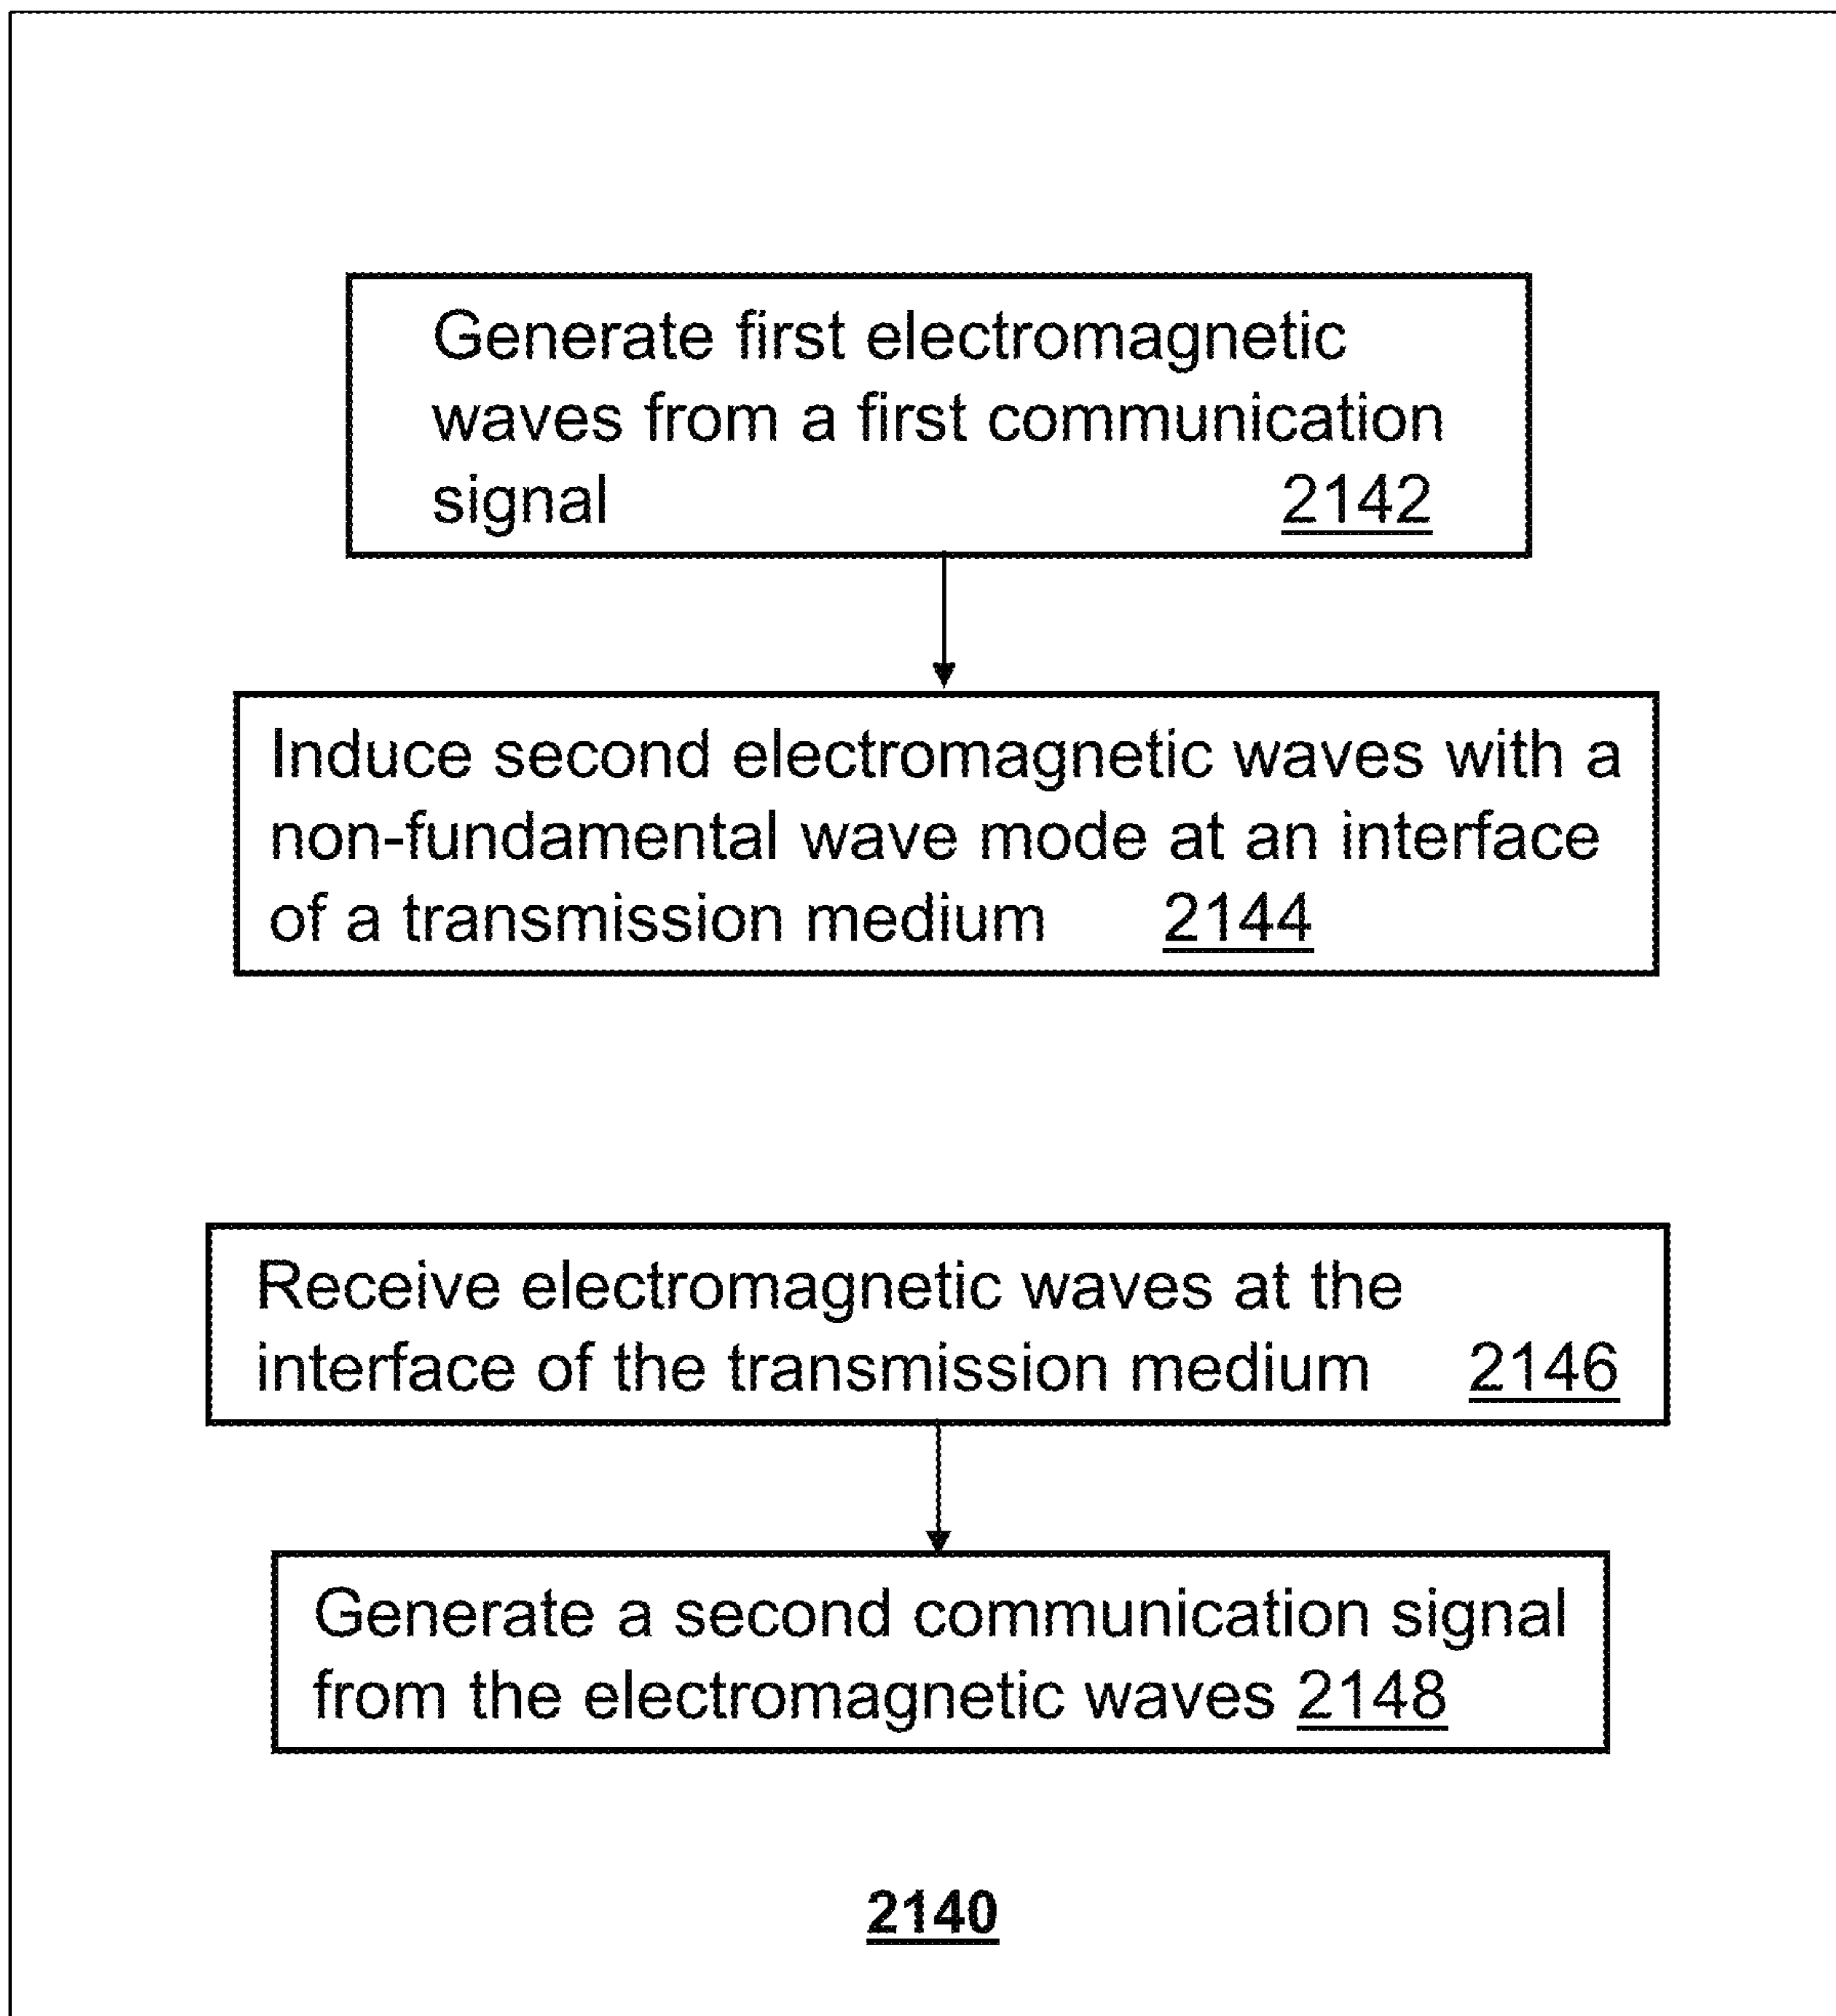 Generate first electromagnetic
waves from a first communication
signal 2142
Induce second electromagnetic waves with a
non-fundamental wave mode at an interface
of a transmission medium 2144
Receive electromagnetic waves at the
interface of the transmission medium 2146
Generate a second communication signal
from the electromagnetic waves 2148
2140